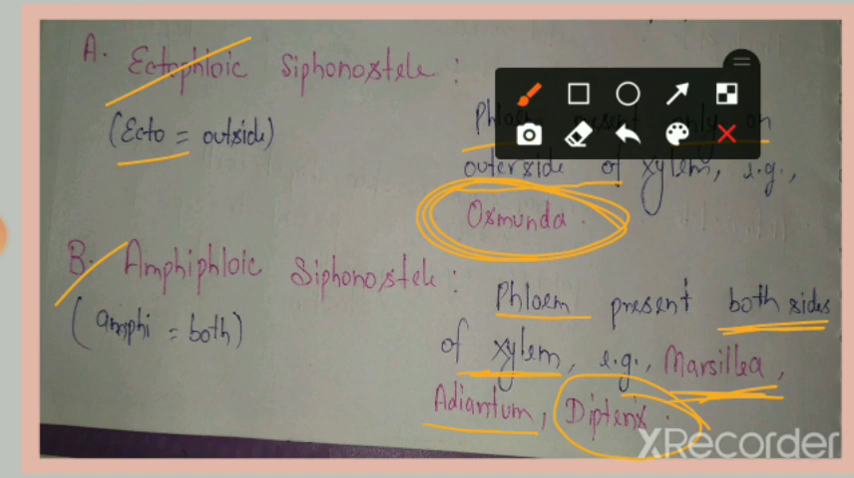 A. Ectophloic Siphonostele :
(Ecto = outside)
Phloem present only on
outerside of xylem, e.g.,
Osmunda.
B. Amphiphloic Siphonostele :
(amphi = both)
Phloem present both sides
of xylem, e.g., Marsillea,
Adiantum, Dipteris.
XRecorder